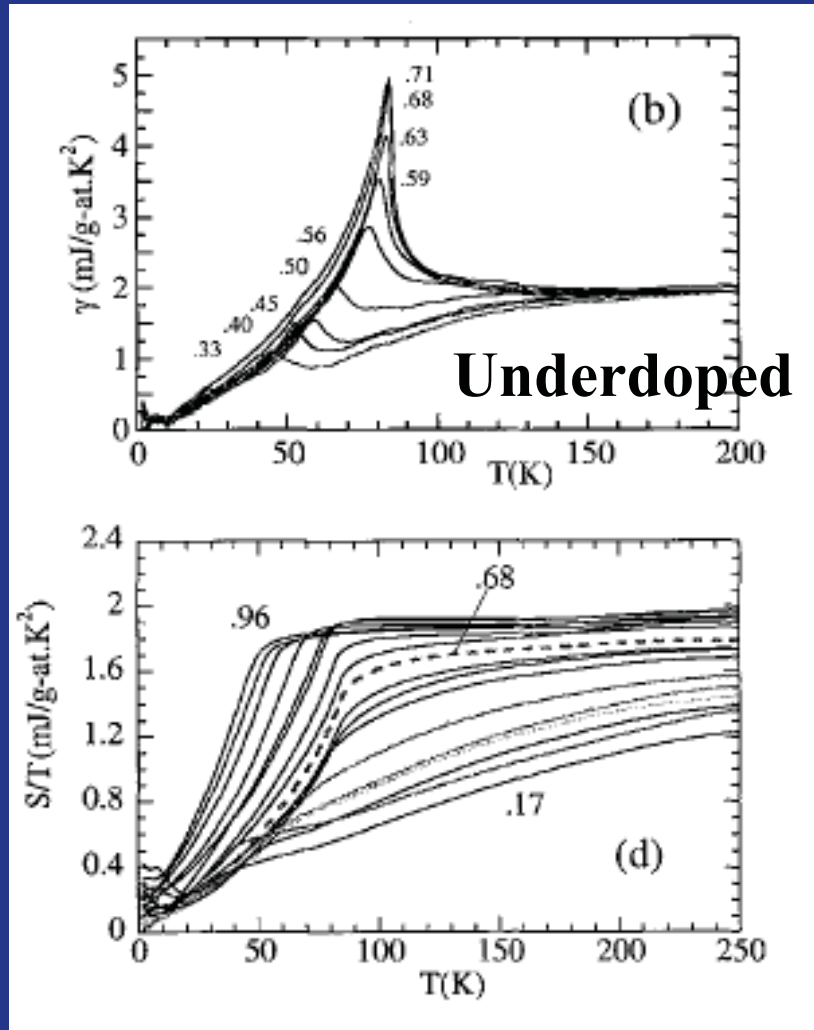 5
4
3
2
1
0
γ (mJ/g-at.K²)
(b)
.71
.68
.63
.59
.56
.50
.45
.40
.33
Underdoped
0 50 100 150 200
T(K)
2.4
2
1.6
1.2
0.8
0.4
0
S/T (mJ/g-at.K²)
.68
.96
.17
(d)
0 50 100 150 200 250
T(K)